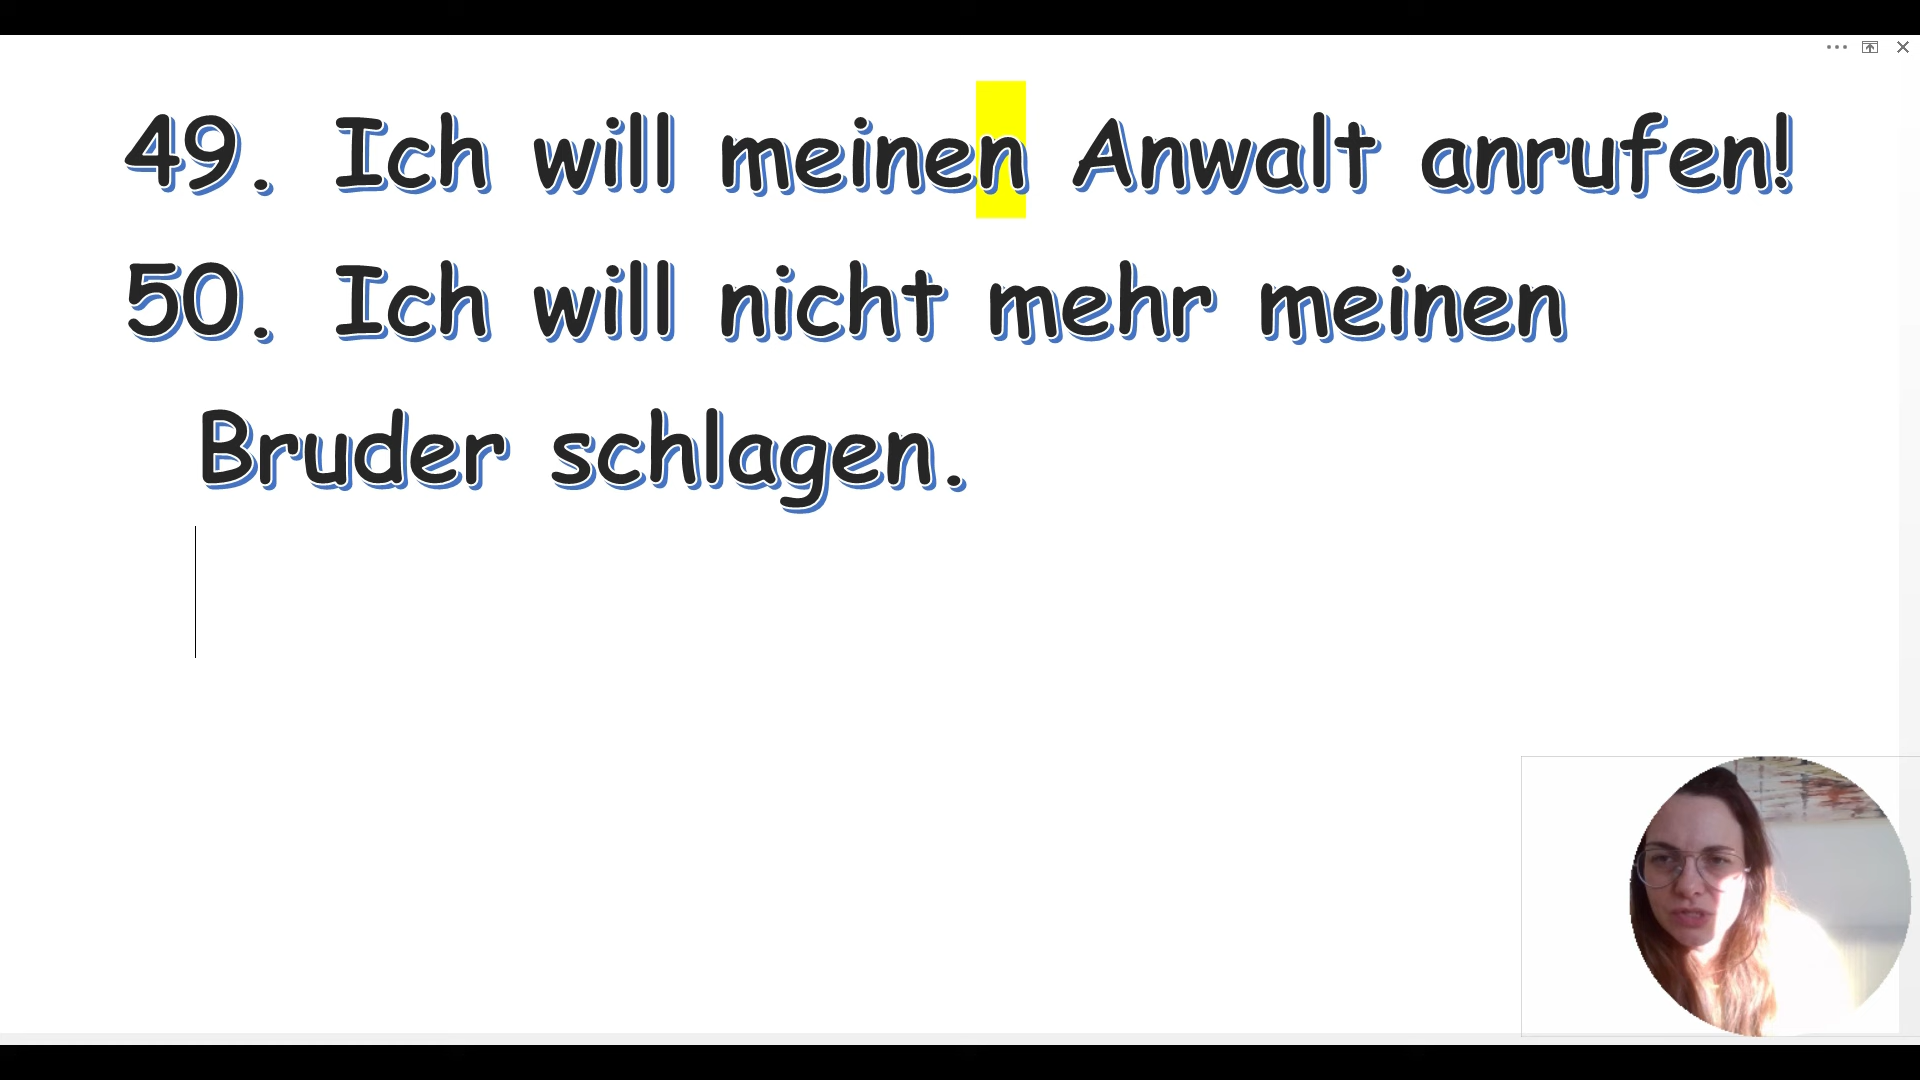 49. Ich will meinen Anwalt anrufen!
50. Ich will nicht mehr meinen
Bruder schlagen.